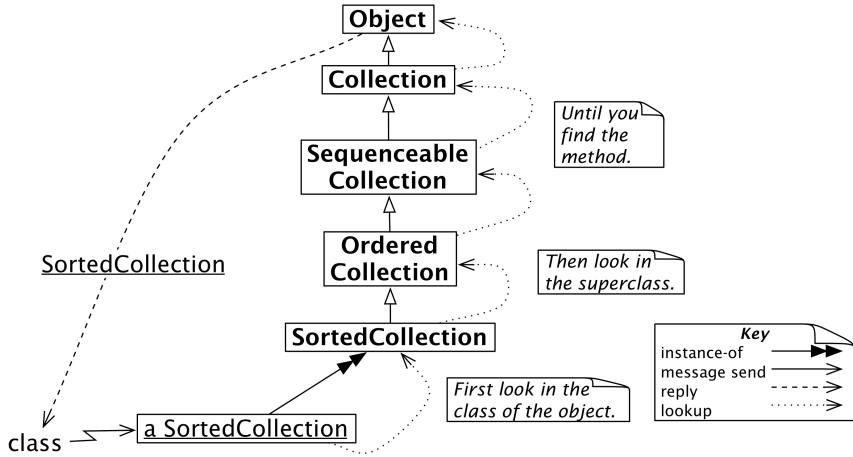 Object
Collection
Until you
find the
method.
Sequenceable
Collection
Ordered
Collection
SortedCollection
Then look in
the superclass.
SortedCollection
Key
instance-of
message send
reply
lookup
First look in the
class of the object.
a SortedCollection
class